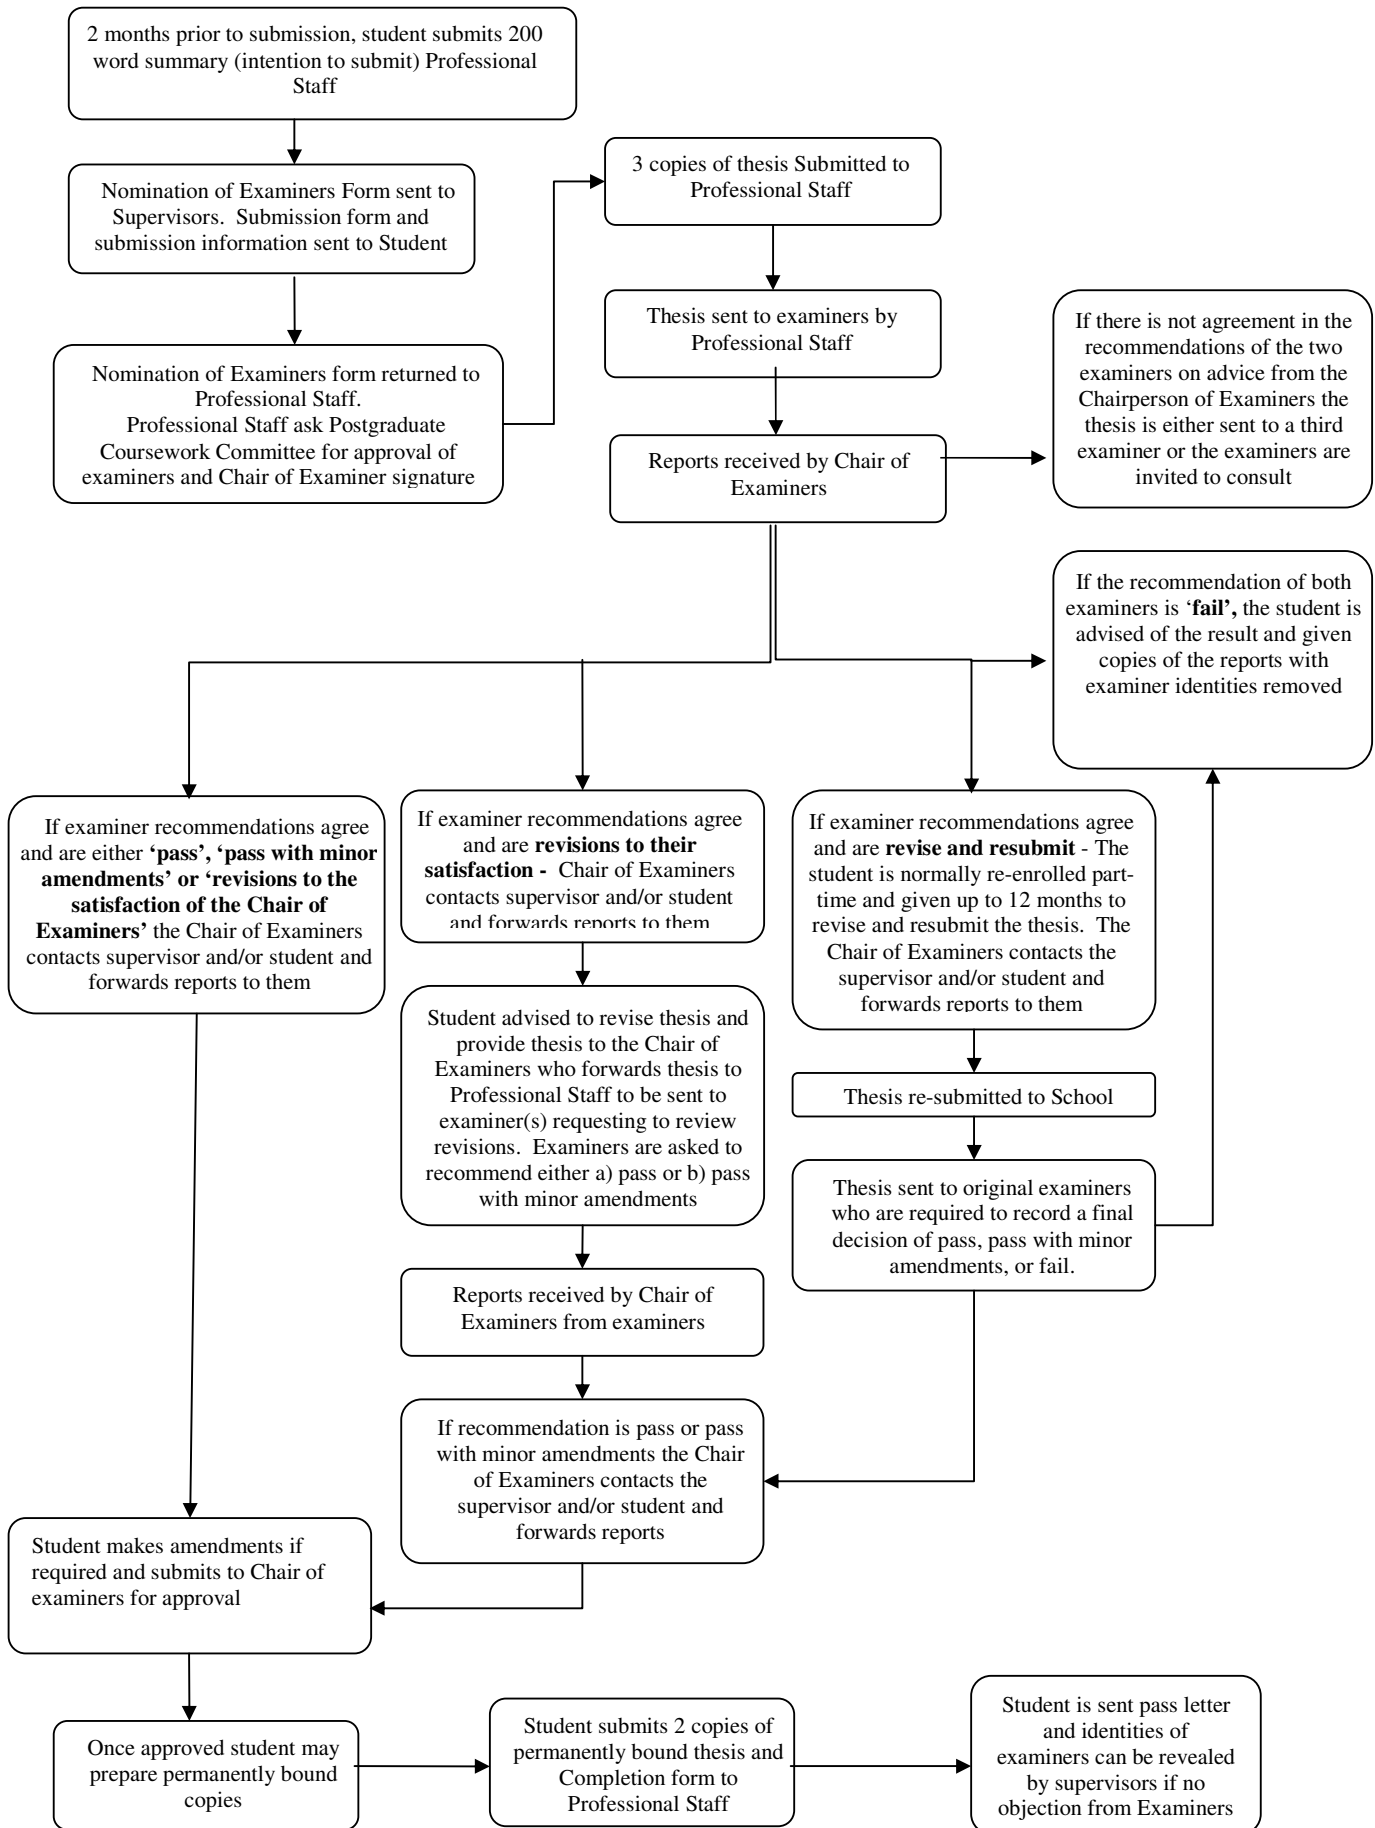 2 months prior to submission, student submits 200
word summary (intention to submit) Professional
Staff
Nomination of Examiners Form sent to
Supervisors. Submission form and
submission information sent to Student
Nomination of Examiners form returned to
Professional Staff.
Professional Staff ask Postgraduate
Coursework Committee for approval of
examiners and Chair of Examiner signature
3 copies of thesis Submitted to
Professional Staff
Thesis sent to examiners by
Professional Staff
Reports received by Chair of
Examiners
If there is not agreement in the
recommendations of the two
examiners on advice from the
Chairperson of Examiners the
thesis is either sent to a third
examiner or the examiners are
invited to consult
If the recommendation of both
examiners is ‘fail’, the student is
advised of the result and given
copies of the reports with
examiner identities removed
If examiner recommendations agree
and are either ‘pass’, ‘pass with minor
amendments’ or ‘revisions to the
satisfaction of the Chair of
Examiners’ the Chair of Examiners
contacts supervisor and/or student and
forwards reports to them
If examiner recommendations agree
and are revisions to their
satisfaction - Chair of Examiners
contacts supervisor and/or student
and forwards reports to them
Student advised to revise thesis and
provide thesis to the Chair of
Examiners who forwards thesis to
Professional Staff to be sent to
examiner(s) requesting to review
revisions. Examiners are asked to
recommend either a) pass or b) pass
with minor amendments
Reports received by Chair of
Examiners from examiners
If recommendation is pass or pass
with minor amendments the Chair
of Examiners contacts the
supervisor and/or student and
forwards reports
If examiner recommendations agree
and are revise and resubmit - The
student is normally re-enrolled part-
time and given up to 12 months to
revise and resubmit the thesis. The
Chair of Examiners contacts the
supervisor and/or student and
forwards reports to them
Thesis re-submitted to School
Thesis sent to original examiners
who are required to record a final
decision of pass, pass with minor
amendments, or fail.
Student makes amendments if
required and submits to Chair of
examiners for approval
Once approved student may
prepare permanently bound
copies
Student submits 2 copies of
permanently bound thesis and
Completion form to
Professional Staff
Student is sent pass letter
and identities of
examiners can be revealed
by supervisors if no
objection from Examiners